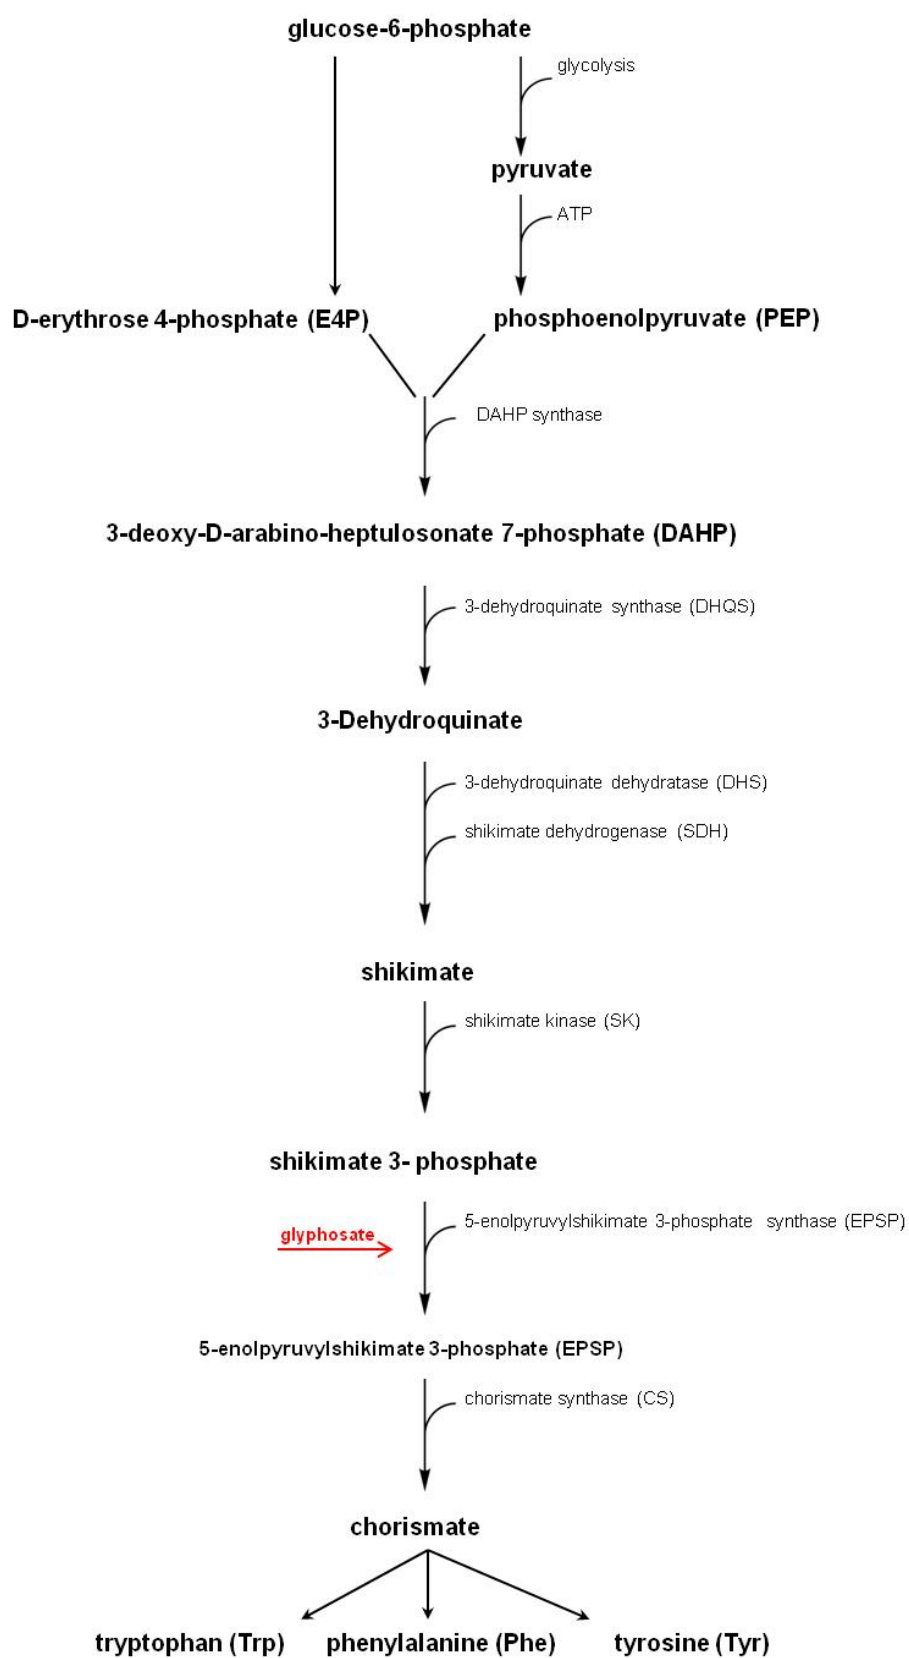 glucose-6-phosphate
glycolysis
pyruvate
ATP
D-erythrose 4-phosphate (E4P)
phosphoenolpyruvate (PEP)
DAHP synthase
3-deoxy-D-arabino-heptulosonate 7-phosphate (DAHP)
3-dehydroquinate synthase (DHQS)
3-Dehydroquinate
3-dehydroquinate dehydratase (DHS)
shikimate dehydrogenase (SDH)
shikimate
shikimate kinase (SK)
shikimate 3- phosphate
5-enolpyruvylshikimate 3-phosphate synthase (EPSP)
glyphosate
5-enolpyruvylshikimate 3-phosphate (EPSP)
chorismate synthase (CS)
chorismate
tryptophan (Trp)
phenylalanine (Phe)
tyrosine (Tyr)